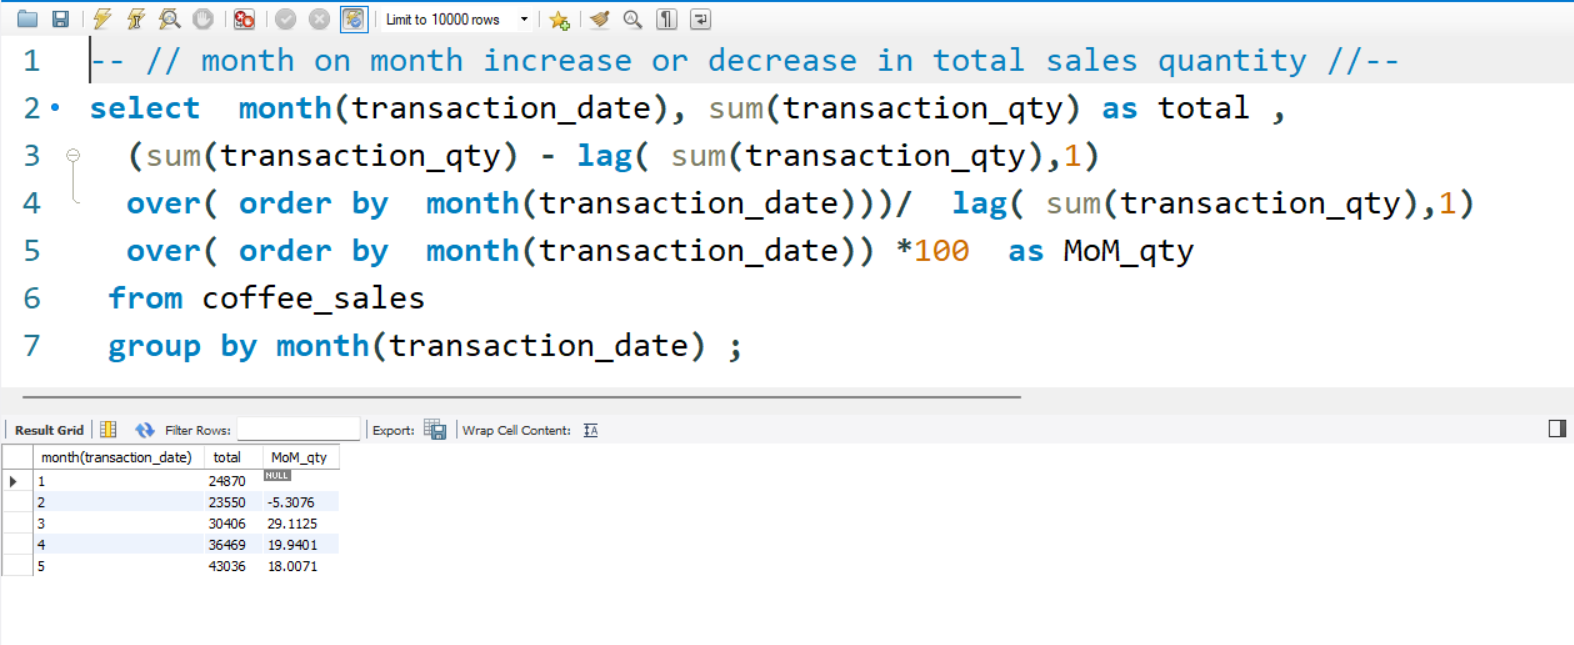 Limit to 10000 rows
1 -- // month on month increase or decrease in total sales quantity //--
2 select  month(transaction_date), sum(transaction_qty) as total ,
3 (sum(transaction_qty) - lag( sum(transaction_qty),1)
4 over( order by  month(transaction_date)))/  lag( sum(transaction_qty),1)
5 over( order by  month(transaction_date)) *100  as MoM_qty
6 from coffee_sales
7 group by month(transaction_date) ;
Result Grid Filter Rows: Export: Wrap Cell Content: IA
month(transaction_date) total MoM_qty
1 24870 NULL
2 23550 -5.3076
3 30406 29.1125
4 36469 19.9401
5 43036 18.0071